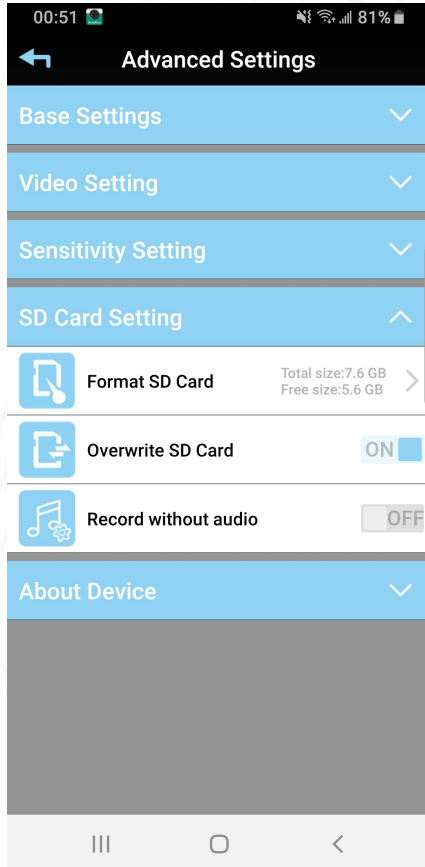 00:51 81%
Advanced Settings
Base Settings
Video Setting
Sensitivity Setting
SD Card Setting
Format SD Card
Total size:7.6 GB
Free size:5.6 GB
Overwrite SD Card ON
Record without audio OFF
About Device